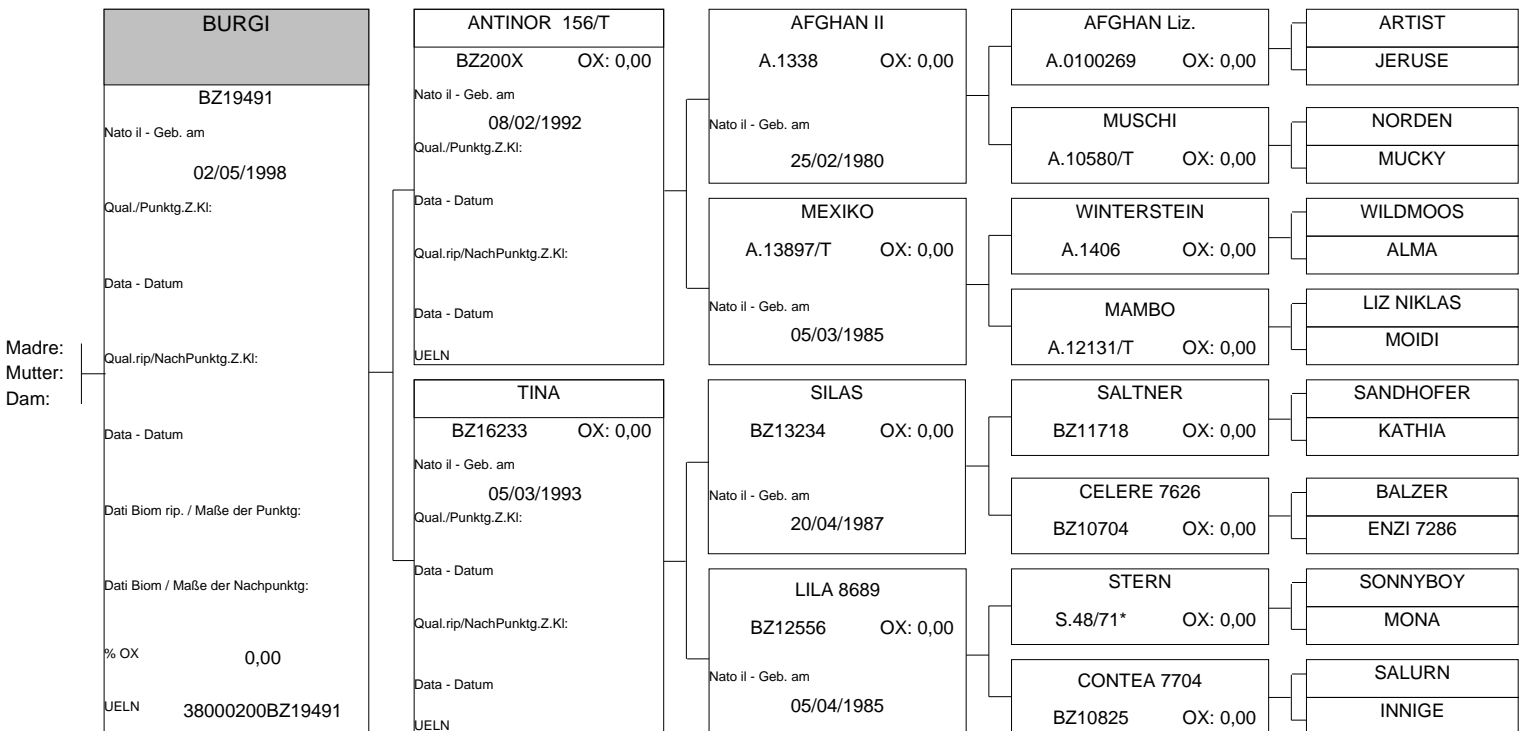 Madre:
Mutter:
Dam:
BURGI
BZ19491
Nato il - Geb. am
02/05/1998
Qual./Punktg.Z.Kl:
Data - Datum
Qual.rip/NachPunktg.Z.Kl:
Data - Datum
Dati Biom rip. / Maße der Punktg:
Dati Biom / Maße der Nachpunktg:
% OX 0,00
UELN 38000200BZ19491
ANTINOR 156/T
BZ200X OX: 0,00
Nato il - Geb. am
08/02/1992
Qual./Punktg.Z.Kl:
Data - Datum
Qual.rip/NachPunktg.Z.Kl:
Data - Datum
UELN
TINA
BZ16233 OX: 0,00
Nato il - Geb. am
05/03/1993
Qual./Punktg.Z.Kl:
Data - Datum
Qual.rip/NachPunktg.Z.Kl:
Data - Datum
UELN
AFGHAN II
A.1338 OX: 0,00
Nato il - Geb. am
25/02/1980
MEXIKO
A.13897/T OX: 0,00
Nato il - Geb. am
05/03/1985
SILAS
BZ13234 OX: 0,00
Nato il - Geb. am
20/04/1987
LILA 8689
BZ12556 OX: 0,00
Nato il - Geb. am
05/04/1985
AFGHAN Liz.
A.0100269 OX: 0,00
MUSCHI
A.10580/T OX: 0,00
WINTERSTEIN
A.1406 OX: 0,00
MAMBO
A.12131/T OX: 0,00
SALTNER
BZ11718 OX: 0,00
CELERE 7626
BZ10704 OX: 0,00
STERN
S.48/71* OX: 0,00
CONTEA 7704
BZ10825 OX: 0,00
ARTIST
JERUSE
NORDEN
MUCKY
WILDMOOS
ALMA
LIZ NIKLAS
MOIDI
SANDHOFER
KATHIA
BALZER
ENZI 7286
SONNYBOY
MONA
SALURN
INNIGE